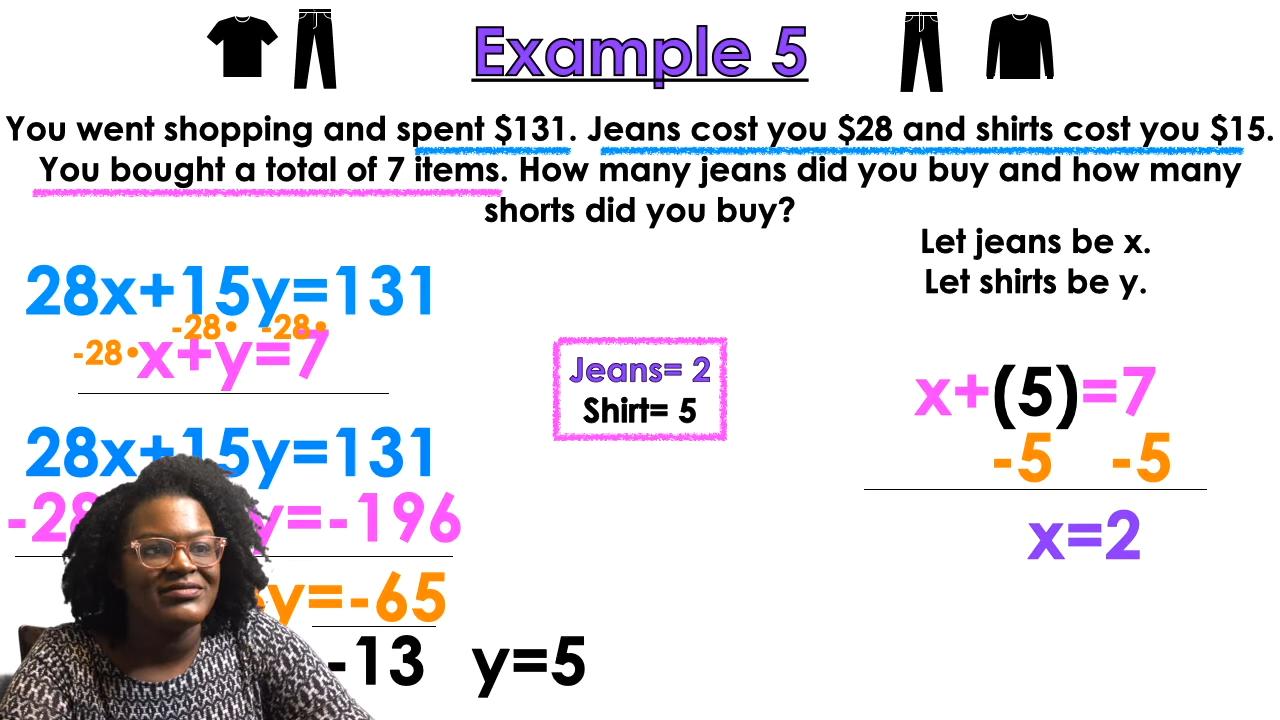 Example 5
You went shopping and spent $131. Jeans cost you $28 and shirts cost you $15.
You bought a total of 7 items. How many jeans did you buy and how many
shorts did you buy?
Let jeans be x.
Let shirts be y.
28x+15y=131
-28• -28•
-28•x+y=7
Jeans= 2
Shirt= 5
28x+15y=131
-28 y=-196
y=-65
-13 y=5
x+(5)=7
-5 -5
x=2